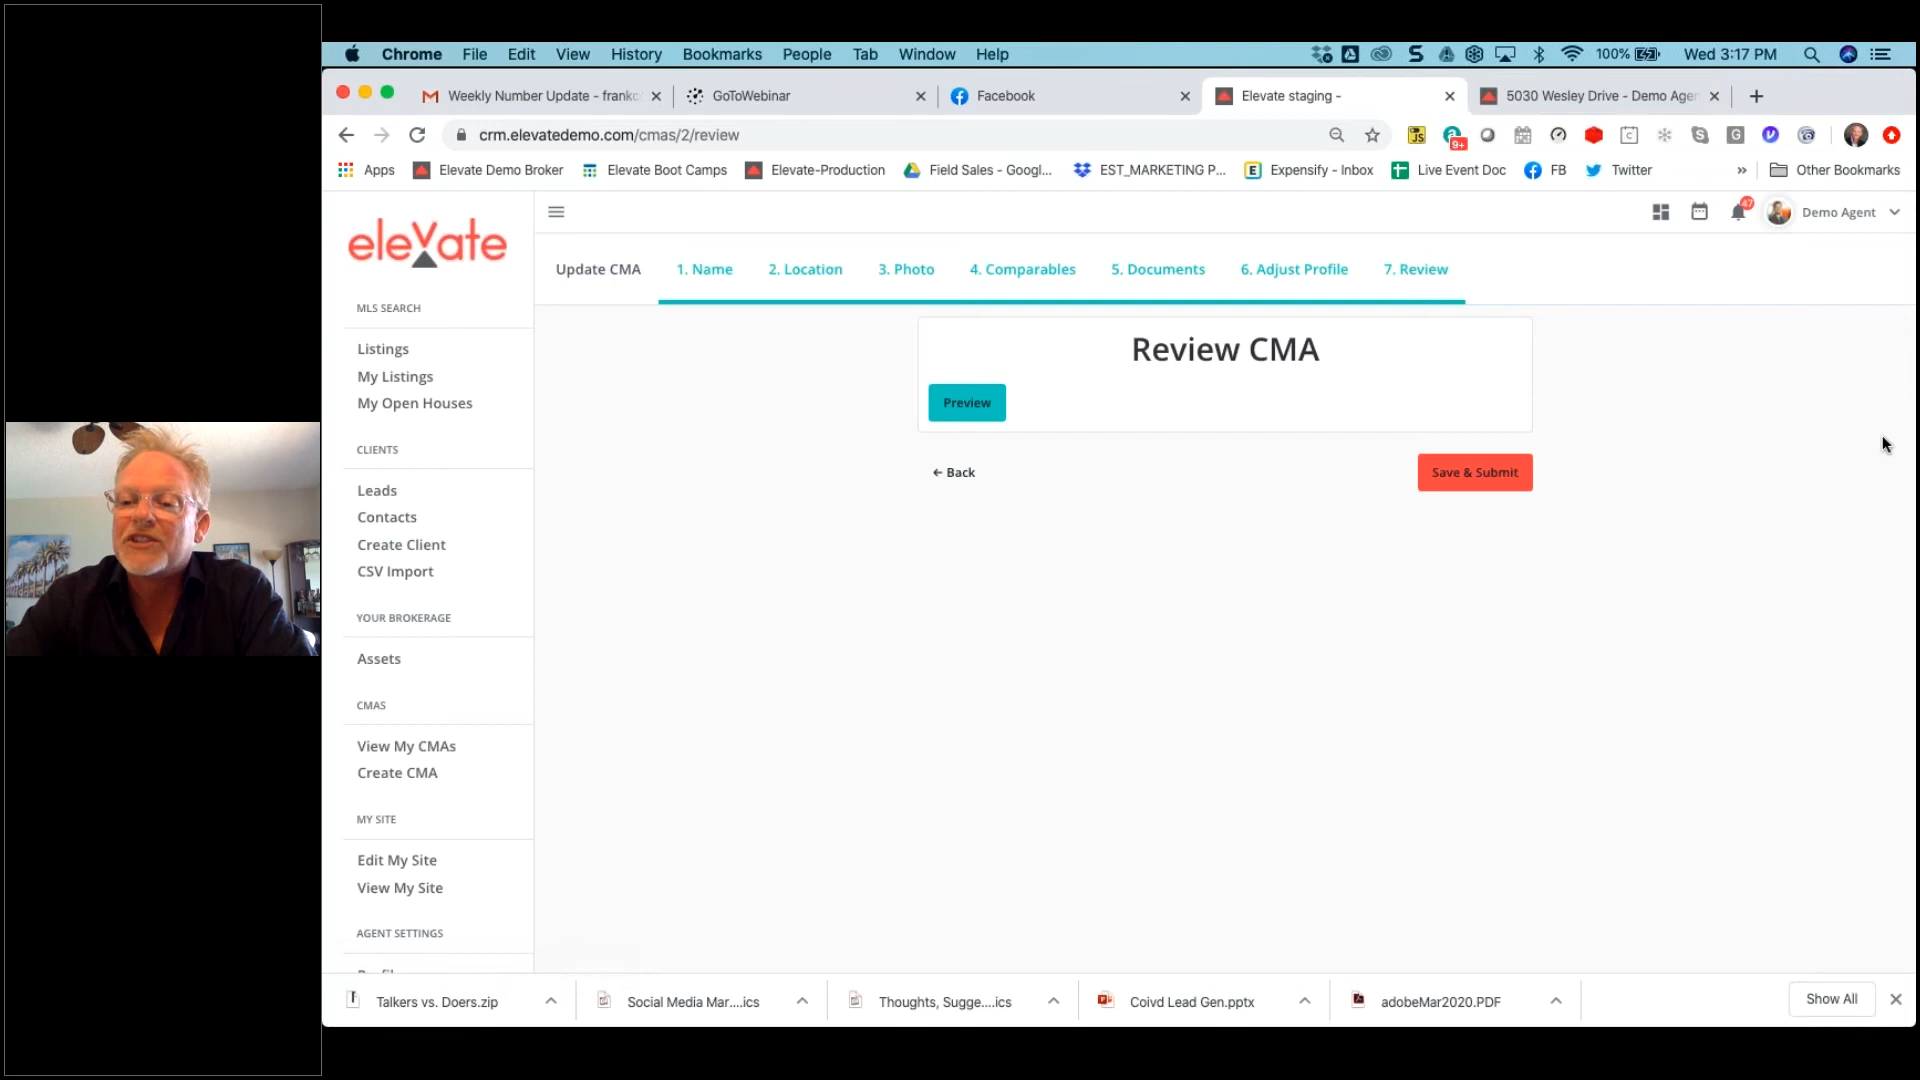 Chrome File Edit View History Bookmarks People Tab Window Help 100% Wed 3:17 PM
Weekly Number Update - franko GoToWebinar Facebook Elevate staging - 5030 Wesley Drive - Demo Agen
crm.elevatedemo.com/cmas/2/review
9+
Apps Elevate Demo Broker Elevate Boot Camps Elevate-Production Field Sales - Googl... EST_MARKETING P... Expensify - Inbox Live Event Doc FB Twitter » Other Bookmarks
elevate
47
Demo Agent
Update CMA 1. Name 2. Location 3. Photo 4. Comparables 5. Documents 6. Adjust Profile 7. Review
MLS SEARCH
Listings
My Listings
My Open Houses
CLIENTS
Leads
Contacts
Create Client
CSV Import
YOUR BROKERAGE
Assets
CMAS
View My CMAs
Create CMA
MY SITE
Edit My Site
View My Site
AGENT SETTINGS
Review CMA
Preview
← Back
Save & Submit
Talkers vs. Doers.zip Social Media Mar....ics Thoughts, Sugge....ics Coivd Lead Gen.pptx adobeMar2020.PDF Show All